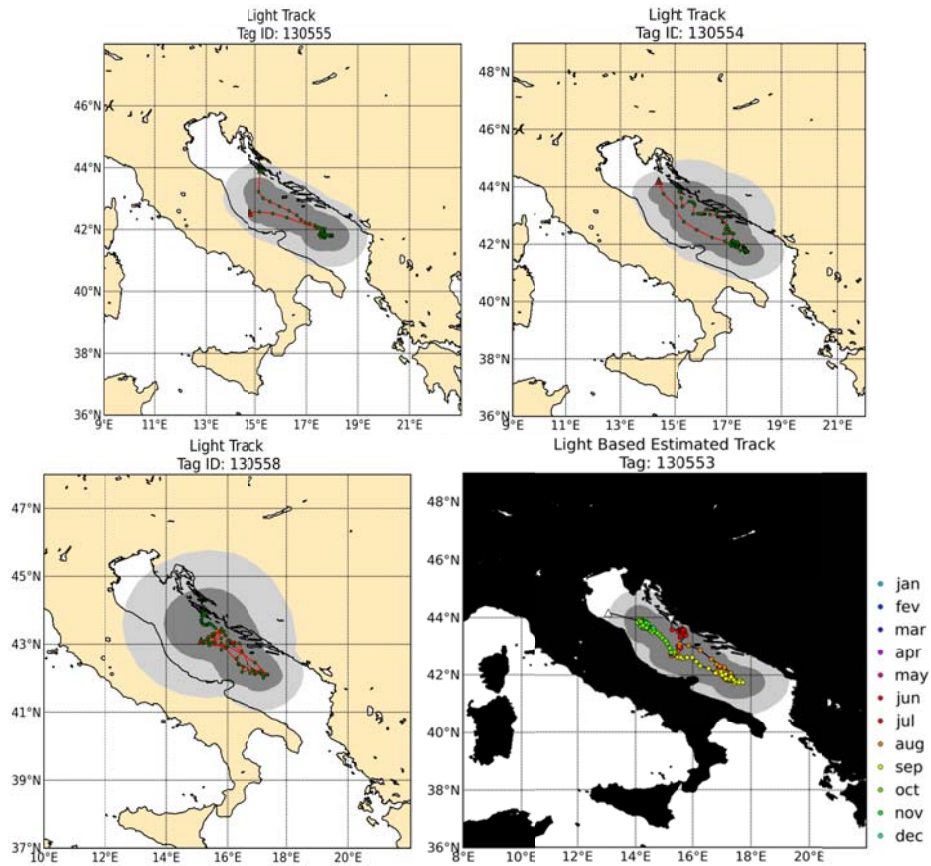 Light Track
Tag ID: 130555
46°N
44°N
42°N
40°N
38°N
36°N
9°E
11°E
13°E
15°E
17°E
19°E
21°E
Light Track
Tag ID: 130554
48°N
46°N
44°N
42°N
40°N
38°N
36°N
9°E
11°E
13°E
15°E
17°E
19°E
21°E
Light Track
Tag ID: 130558
47°N
45°N
43°N
41°N
39°N
37°N
10°E
12°E
14°E
16°E
18°E
20°E
22°E
Light Based Estimated Track
Tag: 130553
48°N
46°N
44°N
42°N
40°N
38°N
36°N
8°E
10°E
12°E
14°E
16°E
18°E
20°E
jan
fev
mar
apr
may
jun
jul
aug
sep
oct
nov
dec